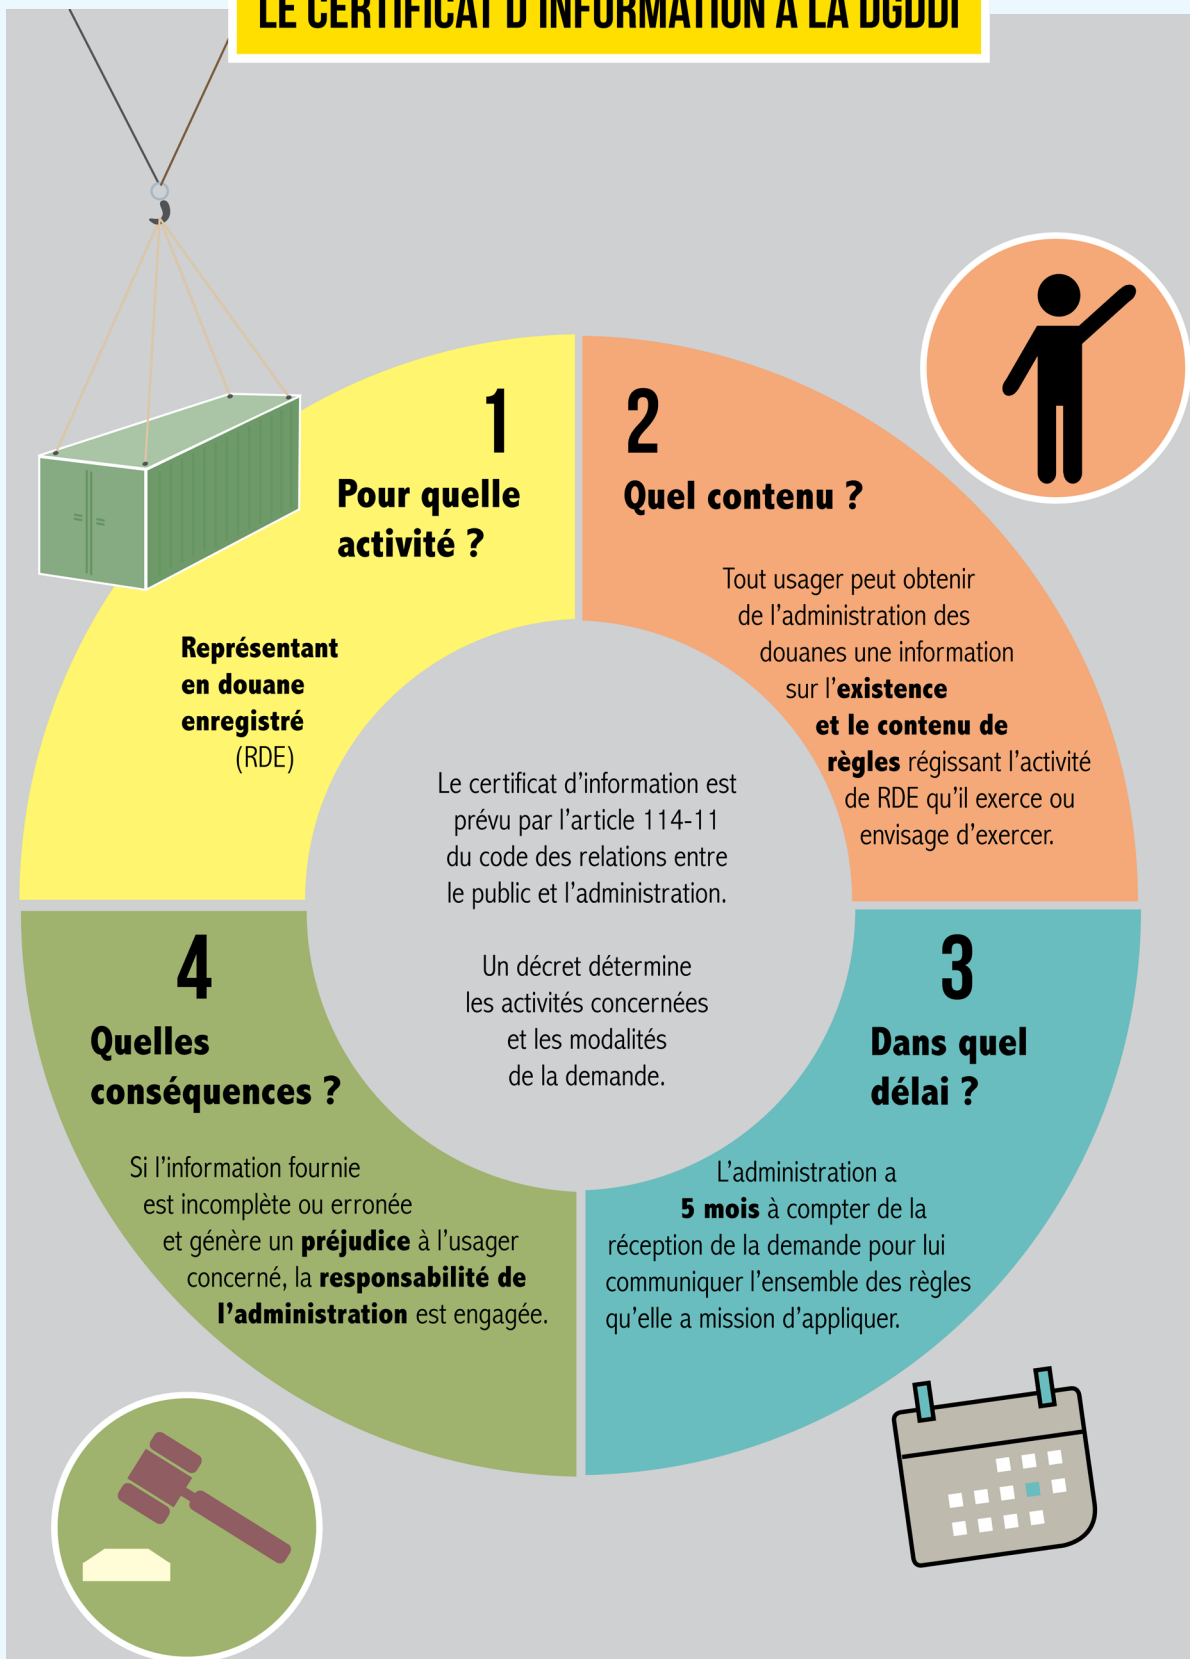 LE CERTIFICAT D'INFORMATION À LA DGDDI
1
Pour quelle
activité ?
Représentant
en douane
enregistré
(RDE)
2
Quel contenu ?
Tout usager peut obtenir
de l'administration des
douanes une information
sur l'existence
et le contenu de
règles régissant l'activité
de RDE qu'il exerce ou
envisage d'exercer.
Le certificat d'information est
prévu par l'article 114-11
du code des relations entre
le public et l'administration.
Un décret détermine
les activités concernées
et les modalités
de la demande.
3
Dans quel
délai ?
L'administration a
5 mois à compter de la
réception de la demande pour lui
communiquer l'ensemble des règles
qu'elle a mission d'appliquer.
4
Quelles
conséquences ?
Si l'information fournie
est incomplète ou erronée
et génère un préjudice à l'usager
concerné, la responsabilité de
l'administration est engagée.